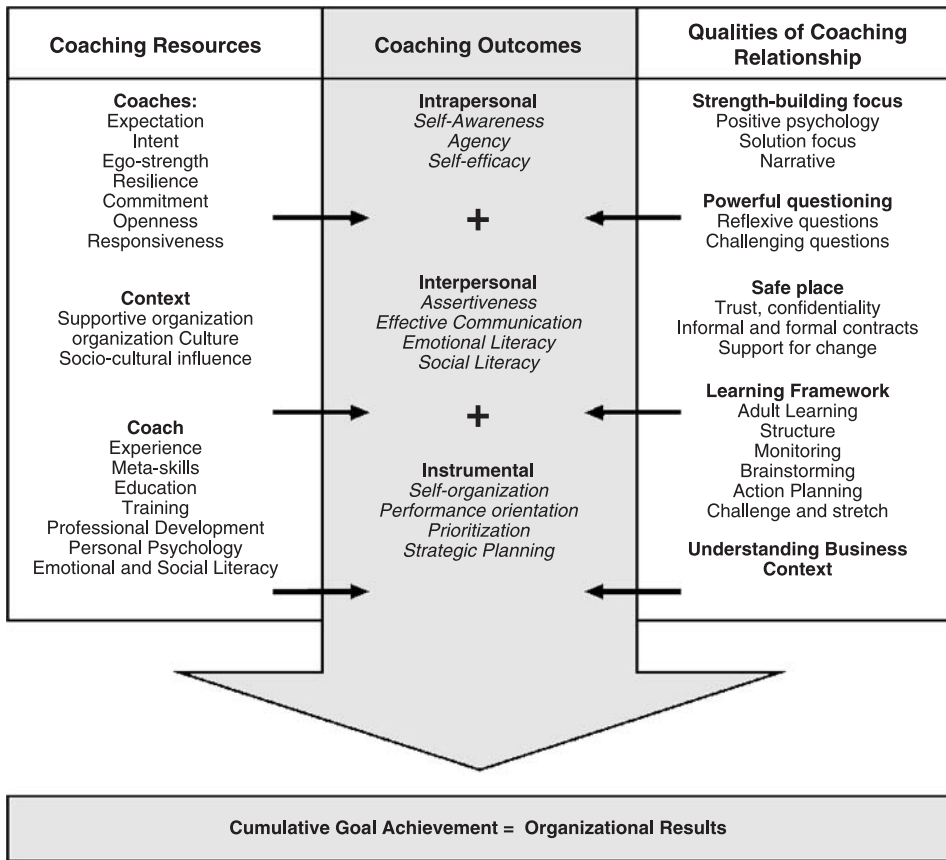 Coaching Resources
Coaches:
Expectation
Intent
Ego-strength
Resilience
Commitment
Openness
Responsiveness
Context
Supportive organization
organization Culture
Socio-cultural influence
Coach
Experience
Meta-skills
Education
Training
Professional Development
Personal Psychology
Emotional and Social Literacy
Coaching Outcomes
Intrapersonal
Self-Awareness
Agency
Self-efficacy
+
Interpersonal
Assertiveness
Effective Communication
Emotional Literacy
Social Literacy
+
Instrumental
Self-organization
Performance orientation
Prioritization
Strategic Planning
Qualities of Coaching
Relationship
Strength-building focus
Positive psychology
Solution focus
Narrative
Powerful questioning
Reflexive questions
Challenging questions
Safe place
Trust, confidentiality
Informal and formal contracts
Support for change
Learning Framework
Adult Learning
Structure
Monitoring
Brainstorming
Action Planning
Challenge and stretch
Understanding Business
Context
Cumulative Goal Achievement = Organizational Results